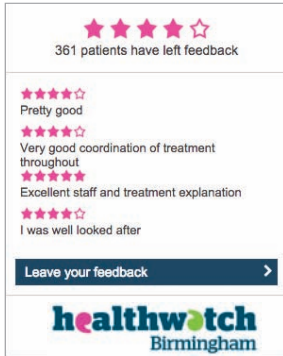 361 patients have left feedback
Pretty good
Very good coordination of treatment
throughout
Excellent staff and treatment explanation
I was well looked after
Leave your feedback
healthwatch
Birmingham